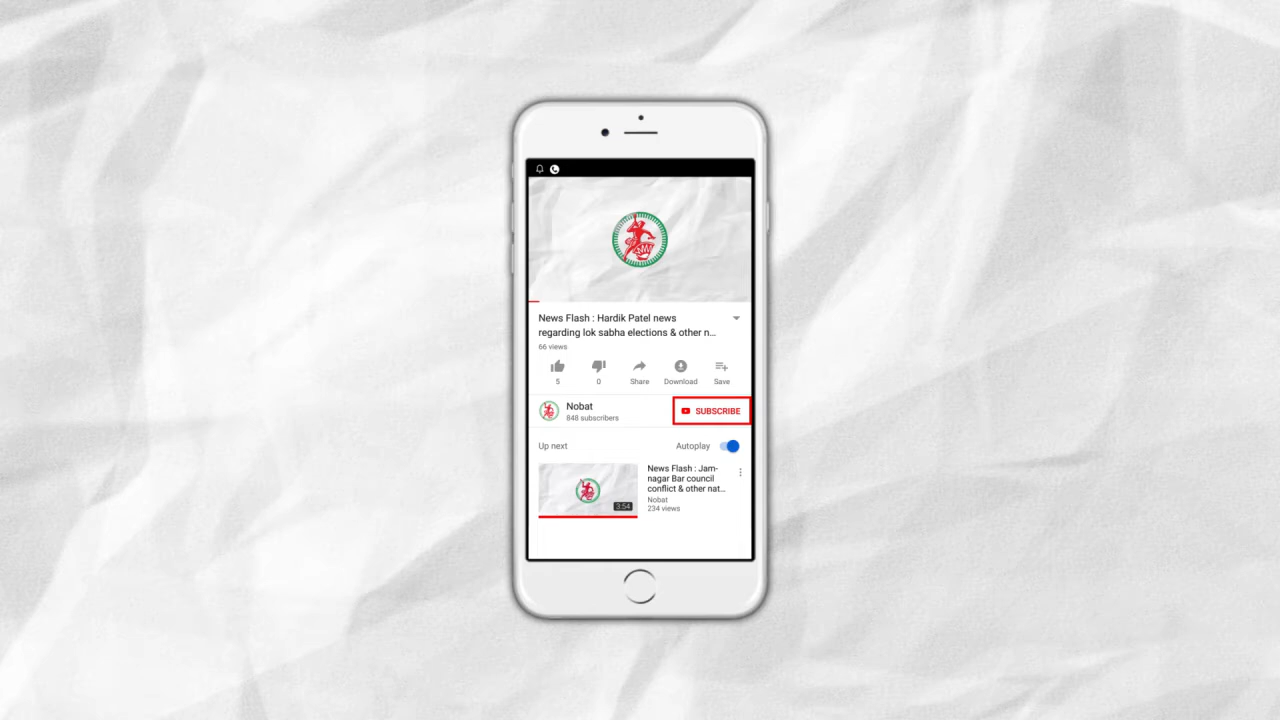 News Flash : Hardik Patel news
regarding lok sabha elections & other n...
66 views
5
0
Share
Download
Save
Nobat
848 subscribers
SUBSCRIBE
Up next
Autoplay
News Flash : Jam-
nagar Bar council
conflict & other nat...
Nobat
234 views
3:54